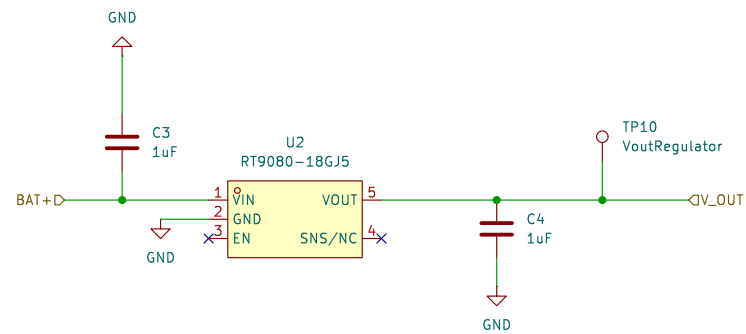 GND
C3
1uF
U2
RT9080-18GJ5
TP10
VoutRegulator
BAT+
1
VIN
VOUT
5
V_OUT
2
GND
3
EN
SNS/NC
4
C4
1uF
GND
GND